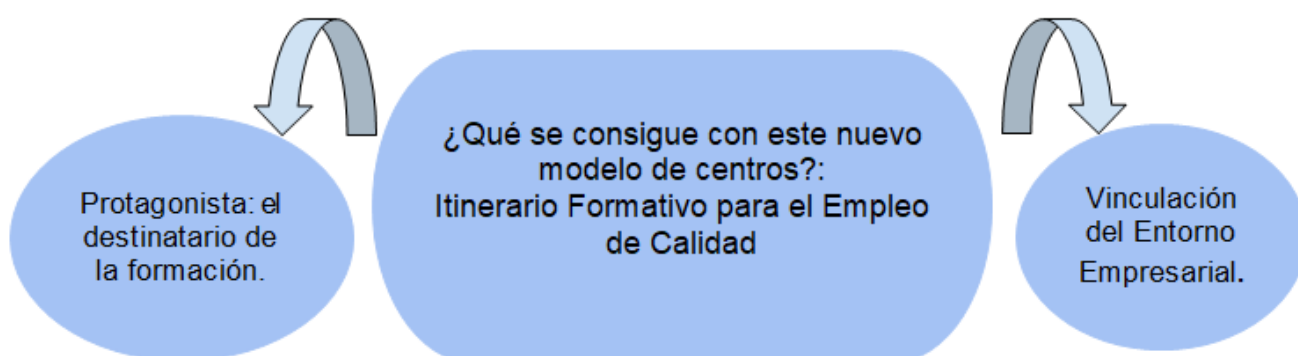 ¿Qué se consigue con este nuevo
modelo de centros?:
Itinerario Formativo para el Empleo
de Calidad
Protagonista: el
destinatario de
la formación.
Vinculación
del Entorno
Empresarial.